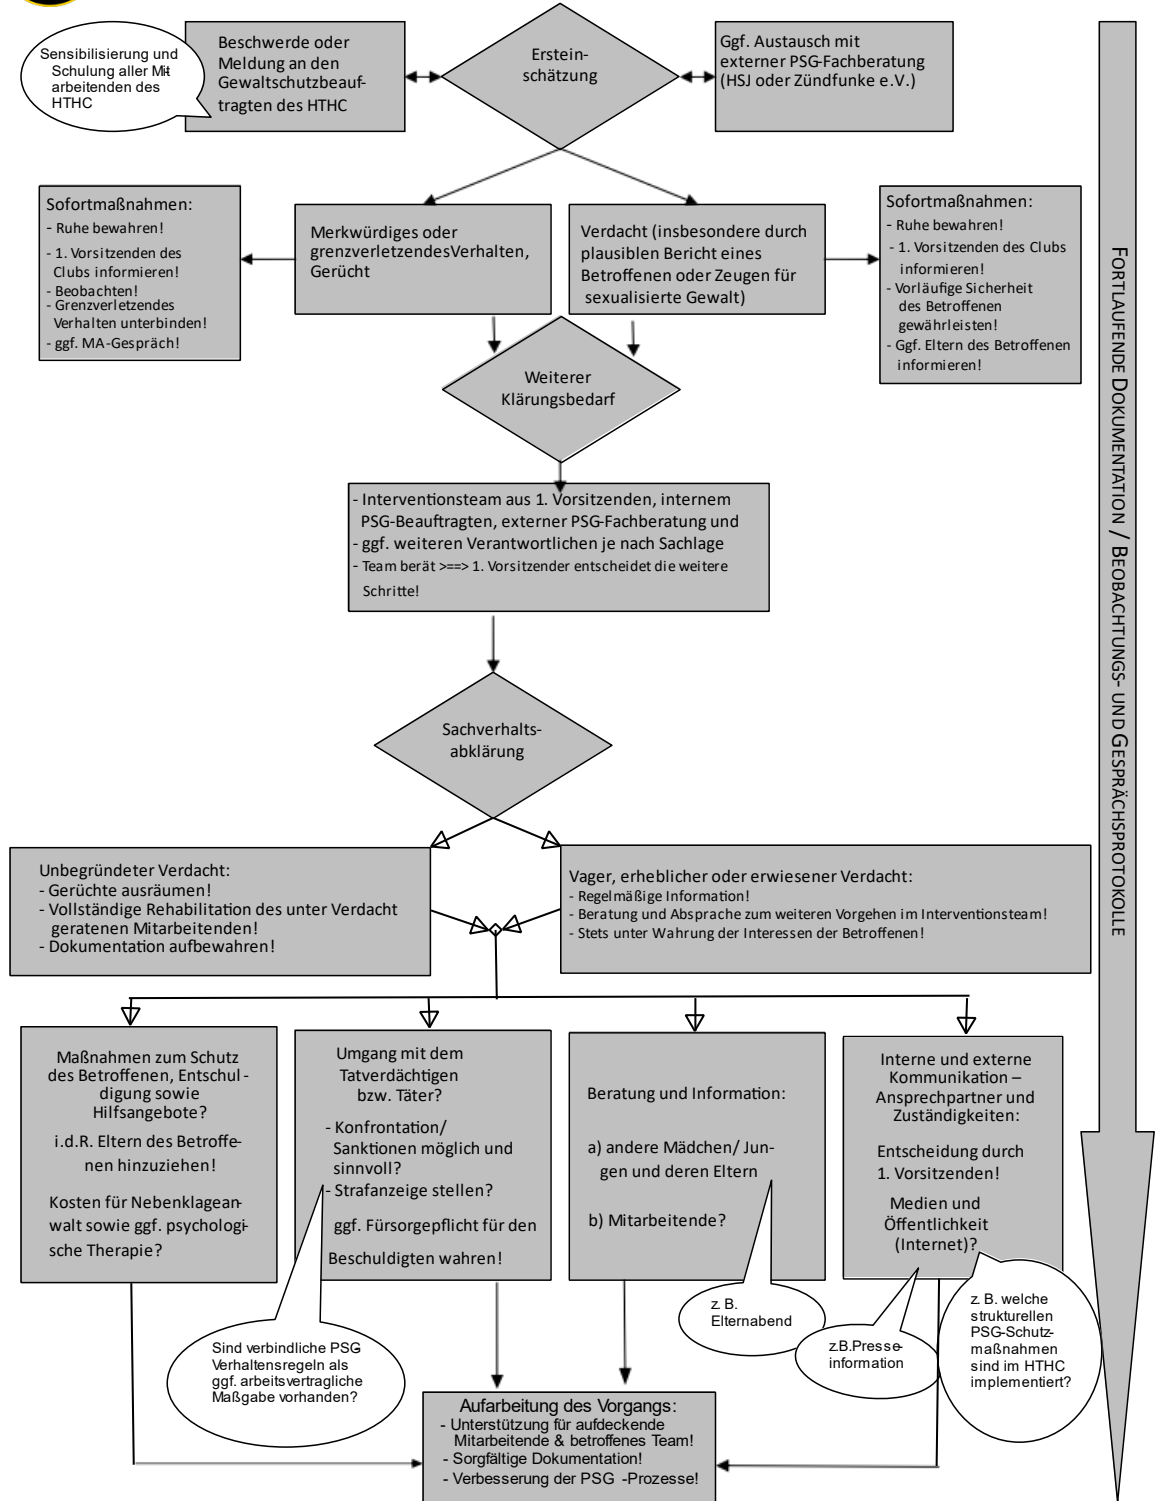 Sensibilisierung und
Schulung aller Mit
arbeitenden des
HTHC
Beschwerde oder
Meldung an den
Gewaltschutzbeauf-
tragten des HTHC
Erstein-
schätzung
Ggf. Austausch mit
externer PSG-Fachberatung
(HSJ oder Zündfunke e.V.)
Sofortmaßnahmen:
- Ruhe bewahren!
- 1. Vorsitzenden des
Clubs informieren!
- Beobachten!
- Grenzverletzendes
Verhalten unterbinden!
- ggf. MA-Gespräch!
Merkwürdiges oder
grenzverletzendesVerhalten,
Gerücht
Verdacht (insbesondere durch
plausiblen Bericht eines
Betroffenen oder Zeugen für
sexualisierte Gewalt)
Sofortmaßnahmen:
- Ruhe bewahren!
- 1. Vorsitzenden des Clubs
informieren!
- Vorläufige Sicherheit
des Betroffenen
gewährleisten!
- Ggf. Eltern des Betroffenen
informieren!
Weiterer
Klärungsbedarf
- Interventionsteam aus 1. Vorsitzenden, internem
PSG-Beauftragten, externer PSG-Fachberatung und
- ggf. weiteren Verantwortlichen je nach Sachlage
- Team berät >==> 1. Vorsitzender entscheidet die weitere
Schritte!
Sachverhalts-
abklärung
Unbegründeter Verdacht:
- Gerüchte ausräumen!
- Vollständige Rehabilitation des unter Verdacht
geratenen Mitarbeitenden!
- Dokumentation aufbewahren!
Vager, erheblicher oder erwiesener Verdacht:
- Regelmäßige Information!
- Beratung und Absprache zum weiteren Vorgehen im Interventionsteam!
- Stets unter Wahrung der Interessen der Betroffenen!
Maßnahmen zum Schutz
des Betroffenen, Entschul-
digung sowie
Hilfsangebote?
i.d.R. Eltern des Betroffe-
nen hinzuziehen!
Kosten für Nebenklagean-
walt sowie ggf. psychologi-
sche Therapie?
Umgang mit dem
Tatverdächtigen
bzw. Täter?
- Konfrontation/
Sanktionen möglich und
sinnvoll?
- Strafanzeige stellen?
ggf. Fürsorgepflicht für den
Beschuldigten wahren!
Beratung und Information:
a) andere Mädchen/ Jun-
gen und deren Eltern
b) Mitarbeitende?
Interne und externe
Kommunikation –
Ansprechpartner und
Zuständigkeiten:
Entscheidung durch
1. Vorsitzenden!
Medien und
Öffentlichkeit
(Internet)?
Sind verbindliche PSG
Verhaltensregeln als
ggf. arbeitsvertragliche
Maßgabe vorhanden?
z. B.
Elternabend
z.B.Presse-
information
z. B. welche
strukturellen
PSG-Schutz-
maßnahmen
sind im HTHC
implementiert?
Aufarbeitung des Vorgangs:
- Unterstützung für aufdeckende
Mitarbeitende & betroffenes Team!
- Sorgfältige Dokumentation!
- Verbesserung der PSG -Prozesse!
FORTLAUFENDE DOKUMENTATION / BEOBACHTUNGS- UND GESPRÄCHSPROTOKOLLE